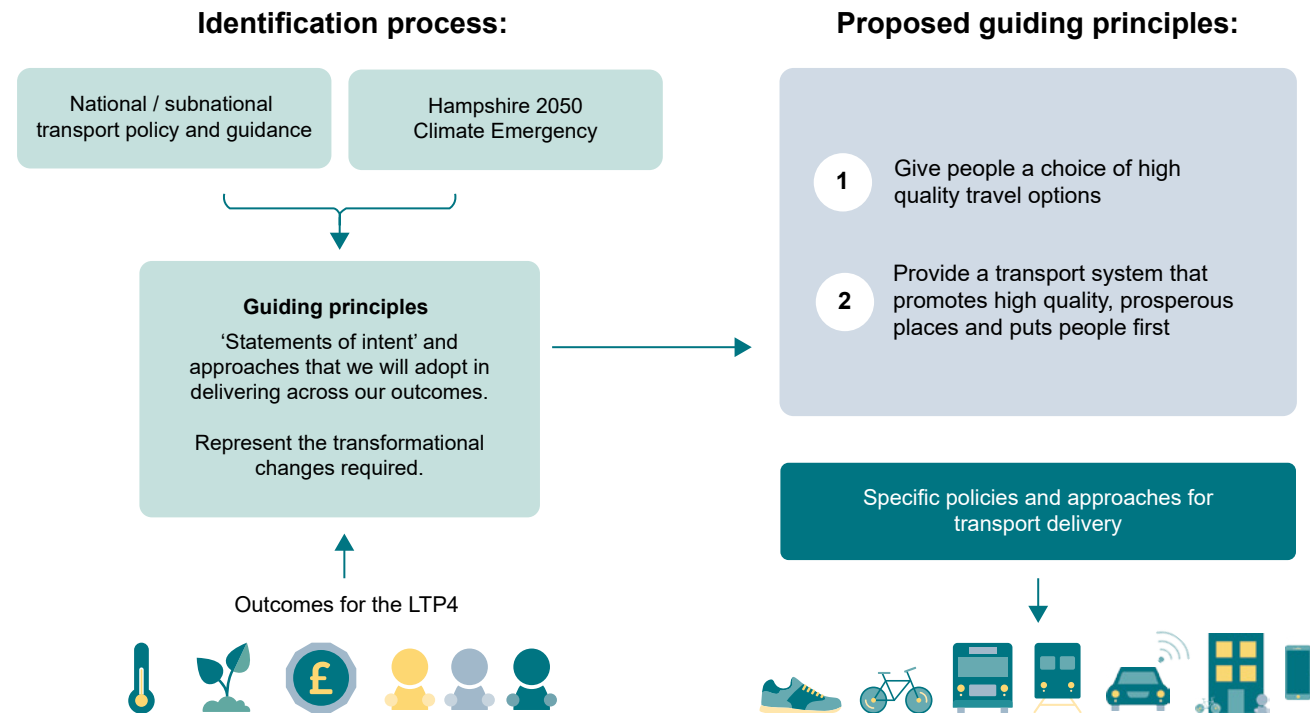 Identification process:
National / subnational
transport policy and guidance
Hampshire 2050
Climate Emergency
Guiding principles
‘Statements of intent’ and
approaches that we will adopt in
delivering across our outcomes.
Represent the transformational
changes required.
Outcomes for the LTP4
£
Proposed guiding principles:
1
Give people a choice of high
quality travel options
2
Provide a transport system that
promotes high quality, prosperous
places and puts people first
Specific policies and approaches for
transport delivery